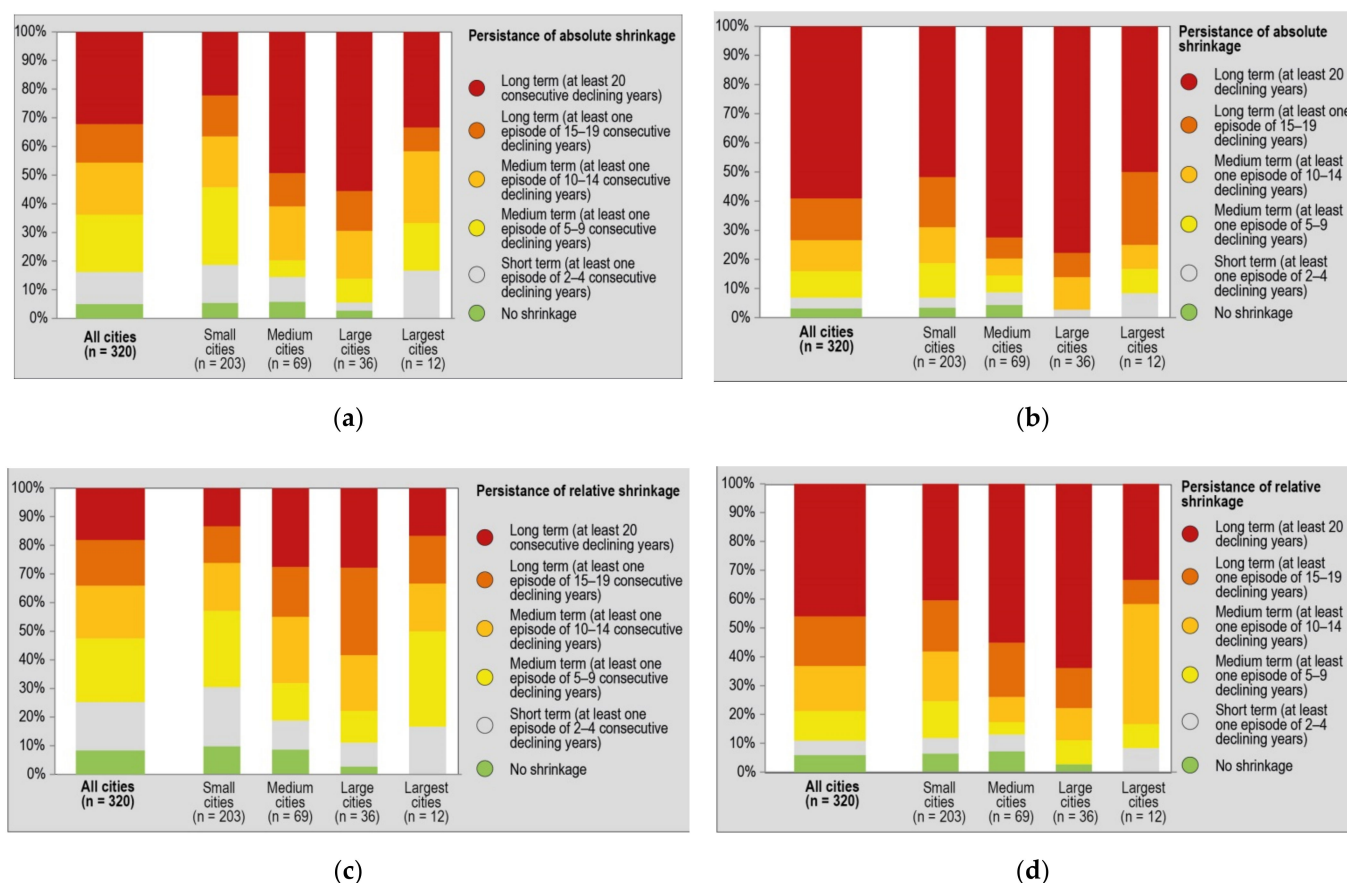 100%
90%
80%
70%
60%
50%
40%
30%
20%
10%
0%
All cities
(n = 320)
Small
cities
(n = 203)
Medium
cities
(n = 69)
Large
cities
(n = 36)
Largest
cities
(n = 12)
Persistance of absolute shrinkage
Long term (at least 20
consecutive declining years)
Long term (at least one
episode of 15–19 consecutive
declining years)
Medium term (at least one
episode of 10–14 consecutive
declining years)
Medium term (at least one
episode of 5–9 consecutive
declining years)
Short term (at least one
episode of 2–4 consecutive
declining years)
No shrinkage
(a)
100%
90%
80%
70%
60%
50%
40%
30%
20%
10%
0%
All cities
(n = 320)
Small
cities
(n = 203)
Medium
cities
(n = 69)
Large
cities
(n = 36)
Largest
cities
(n = 12)
Persistance of absolute
shrinkage
Long term (at least 20
declining years)
Long term (at least one
episode of 15–19
declining years)
Medium term (at least
one episode of 10–14
declining years)
Medium term (at least
one episode of 5–9
declining years)
Short term (at least
one episode of 2–4
declining years)
No shrinkage
(b)
100%
90%
80%
70%
60%
50%
40%
30%
20%
10%
0%
All cities
(n = 320)
Small
cities
(n = 203)
Medium
cities
(n = 69)
Large
cities
(n = 36)
Largest
cities
(n = 12)
Persistance of relative shrinkage
Long term (at least 20
consecutive declining years)
Long term (at least one
episode of 15–19 consecutive
declining years)
Medium term (at least one
episode of 10–14 consecutive
declining years)
Medium term (at least one
episode of 5–9 consecutive
declining years)
Short term (at least one
episode of 2–4 consecutive
declining years)
No shrinkage
(c)
100%
90%
80%
70%
60%
50%
40%
30%
20%
10%
0%
All cities
(n = 320)
Small
cities
(n = 203)
Medium
cities
(n = 69)
Large
cities
(n = 36)
Largest
cities
(n = 12)
Persistance of relative
shrinkage
Long term (at least 20
declining years)
Long term (at least
one episode of 15–19
declining years)
Medium term (at least
one episode of 10–14
declining years)
Medium term (at least
one episode of 5–9
declining years)
Short term (at least
one episode of 2–4
declining years)
No shrinkage
(d)